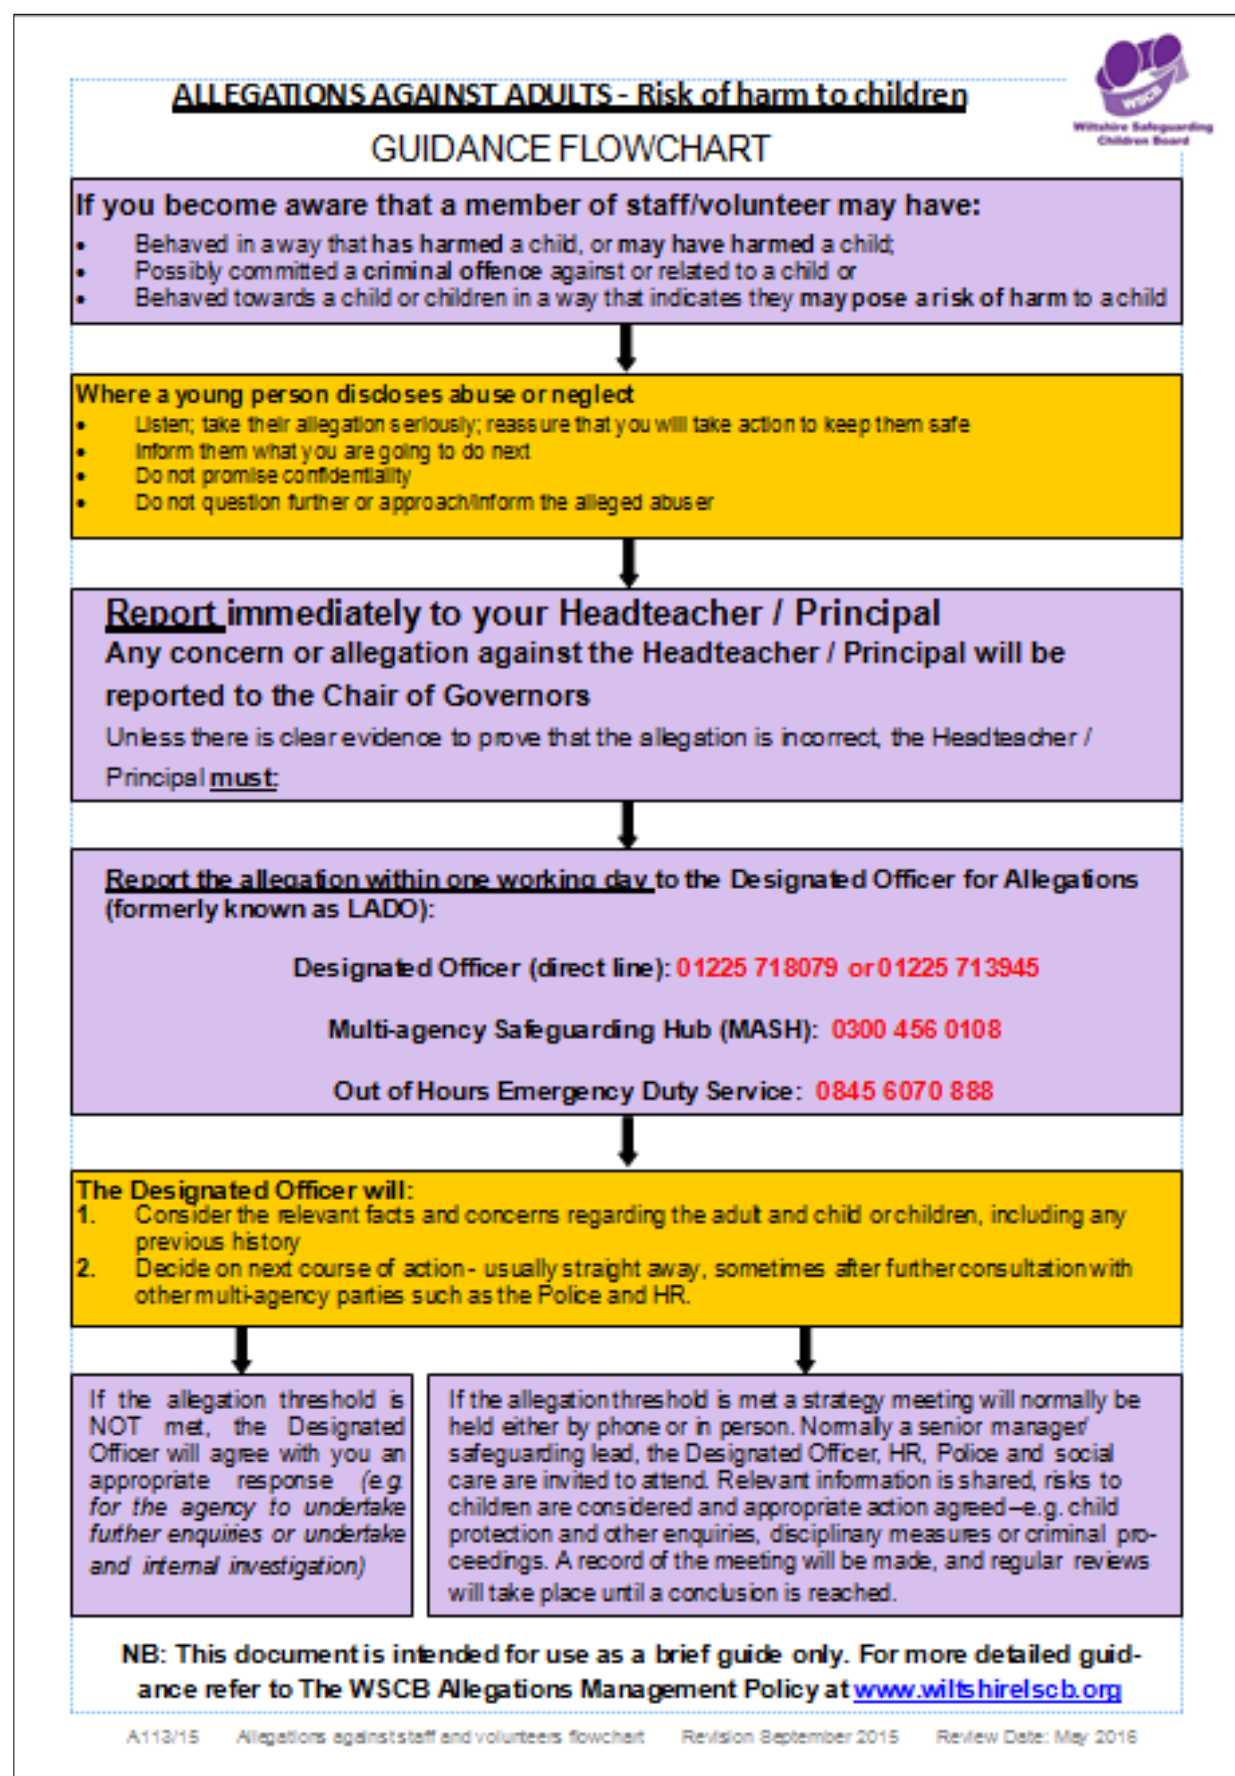 ALLEGATIONS AGAINST ADULTS - Risk of harm to children
WSCB
Wiltshire Safeguarding
Children Board
GUIDANCE FLOWCHART
If you become aware that a member of staff/volunteer may have:
• Behaved in a way that has harmed a child, or may have harmed a child;
• Possibly committed a criminal offence against or related to a child or
• Behaved towards a child or children in a way that indicates they may pose a risk of harm to a child
Where a young person discloses abuse or neglect
• Listen; take their allegation seriously; reassure that you will take action to keep them safe
• Inform them what you are going to do next
• Do not promise confidentiality
• Do not question further or approach/inform the alleged abuser
Report immediately to your Headteacher / Principal
Any concern or allegation against the Headteacher / Principal will be
reported to the Chair of Governors
Unless there is clear evidence to prove that the allegation is incorrect, the Headteacher /
Principal must:
Report the allegation within one working day to the Designated Officer for Allegations
(formerly known as LADO):
Designated Officer (direct line): 01225 718079 or 01225 713945
Multi-agency Safeguarding Hub (MASH): 0300 456 0108
Out of Hours Emergency Duty Service: 0845 6070 888
The Designated Officer will:
1. Consider the relevant facts and concerns regarding the adult and child or children, including any
previous history
2. Decide on next course of action - usually straight away, sometimes after further consultation with
other multi-agency parties such as the Police and HR.
If the allegation threshold is
NOT met, the Designated
Officer will agree with you an
appropriate response (e.g.
for the agency to undertake
further enquiries or undertake
and internal investigation)
If the allegation threshold is met a strategy meeting will normally be
held either by phone or in person. Normally a senior manager/
safeguarding lead, the Designated Officer, HR, Police and social
care are invited to attend. Relevant information is shared, risks to
children are considered and appropriate action agreed –e.g. child
protection and other enquiries, disciplinary measures or criminal pro-
ceedings. A record of the meeting will be made, and regular reviews
will take place until a conclusion is reached.
NB: This document is intended for use as a brief guide only. For more detailed guid-
ance refer to The WSCB Allegations Management Policy at www.wiltshirelscb.org
A113/15 Allegations against staff and volunteers flowchart Revision September 2015 Review Date: May 2016